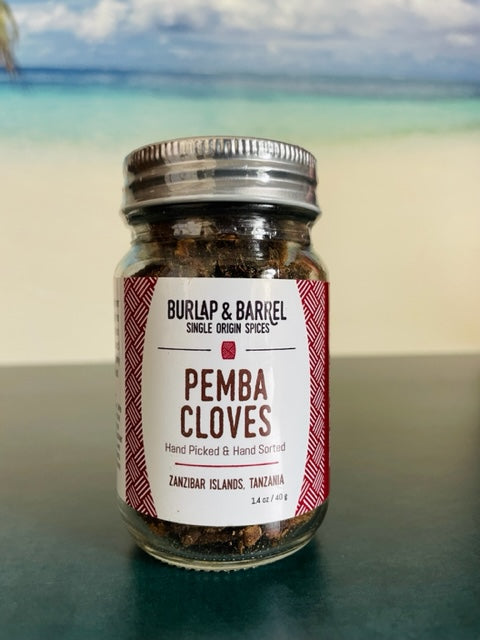 BURLAP & BARREL
SINGLE ORIGIN SPICES
PEMBA
CLOVES
Hand Picked & Hand Sorted
ZANZIBAR ISLANDS, TANZANIA
1.4 oz / 40 g